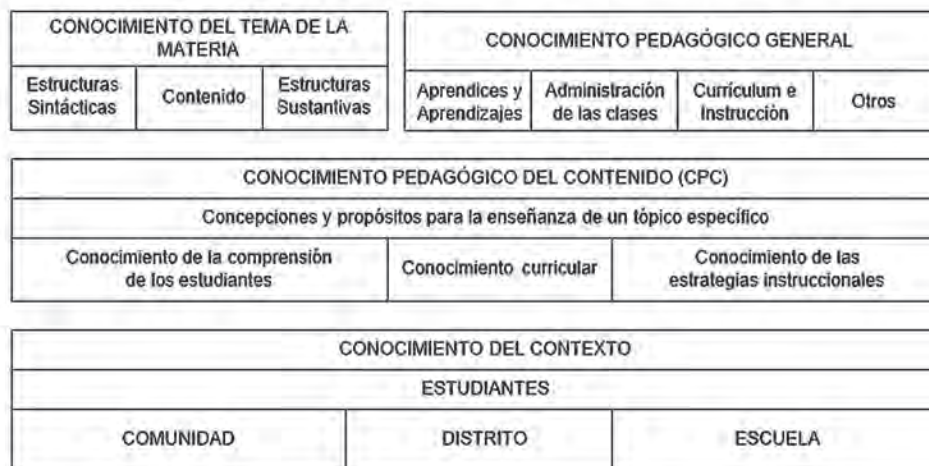 CONOCIMIENTO DEL TEMA DE LA
MATERIA
Estructuras
Sintácticas
Contenido
Estructuras
Sustantivas
CONOCIMIENTO PEDAGÓGICO GENERAL
Aprendices y
Aprendizajes
Administración
de las clases
Currículum e
Instrucción
Otros
CONOCIMIENTO PEDAGÓGICO DEL CONTENIDO (CPC)
Concepciones y propósitos para la enseñanza de un tópico específico
Conocimiento de la comprensión
de los estudiantes
Conocimiento curricular
Conocimiento de las
estrategias instruccionales
CONOCIMIENTO DEL CONTEXTO
ESTUDIANTES
COMUNIDAD
DISTRITO
ESCUELA